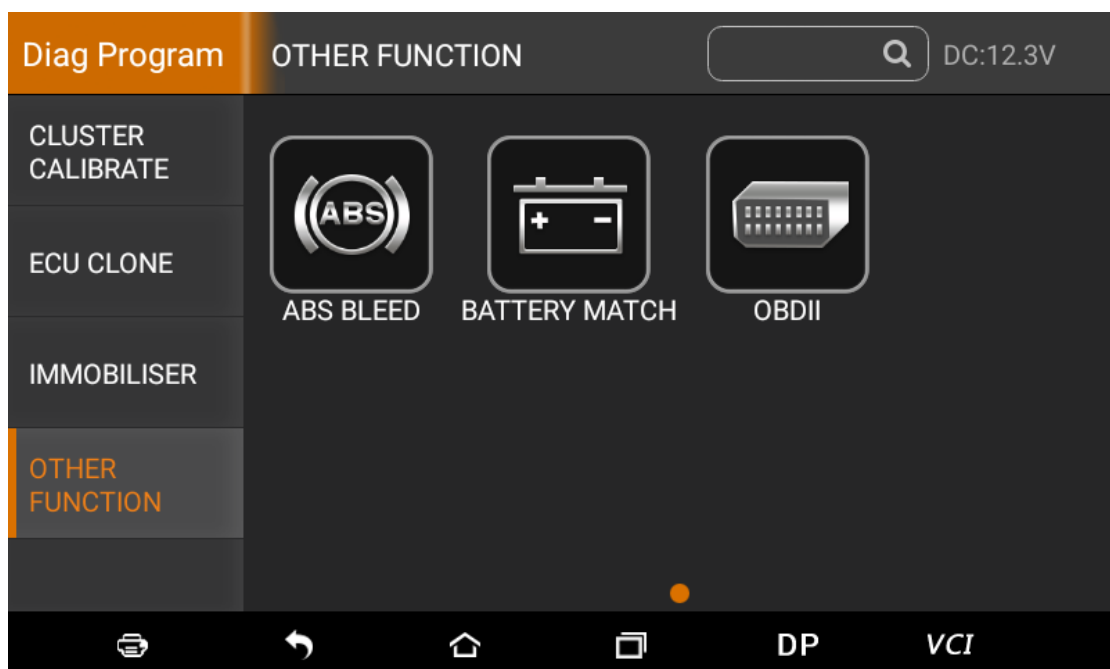 Diag Program
OTHER FUNCTION
DC:12.3V
CLUSTER
CALIBRATE
ECU CLONE
IMMOBILISER
OTHER
FUNCTION
ABS
+ -
ABS BLEED
BATTERY MATCH
OBDII
DP
VCI